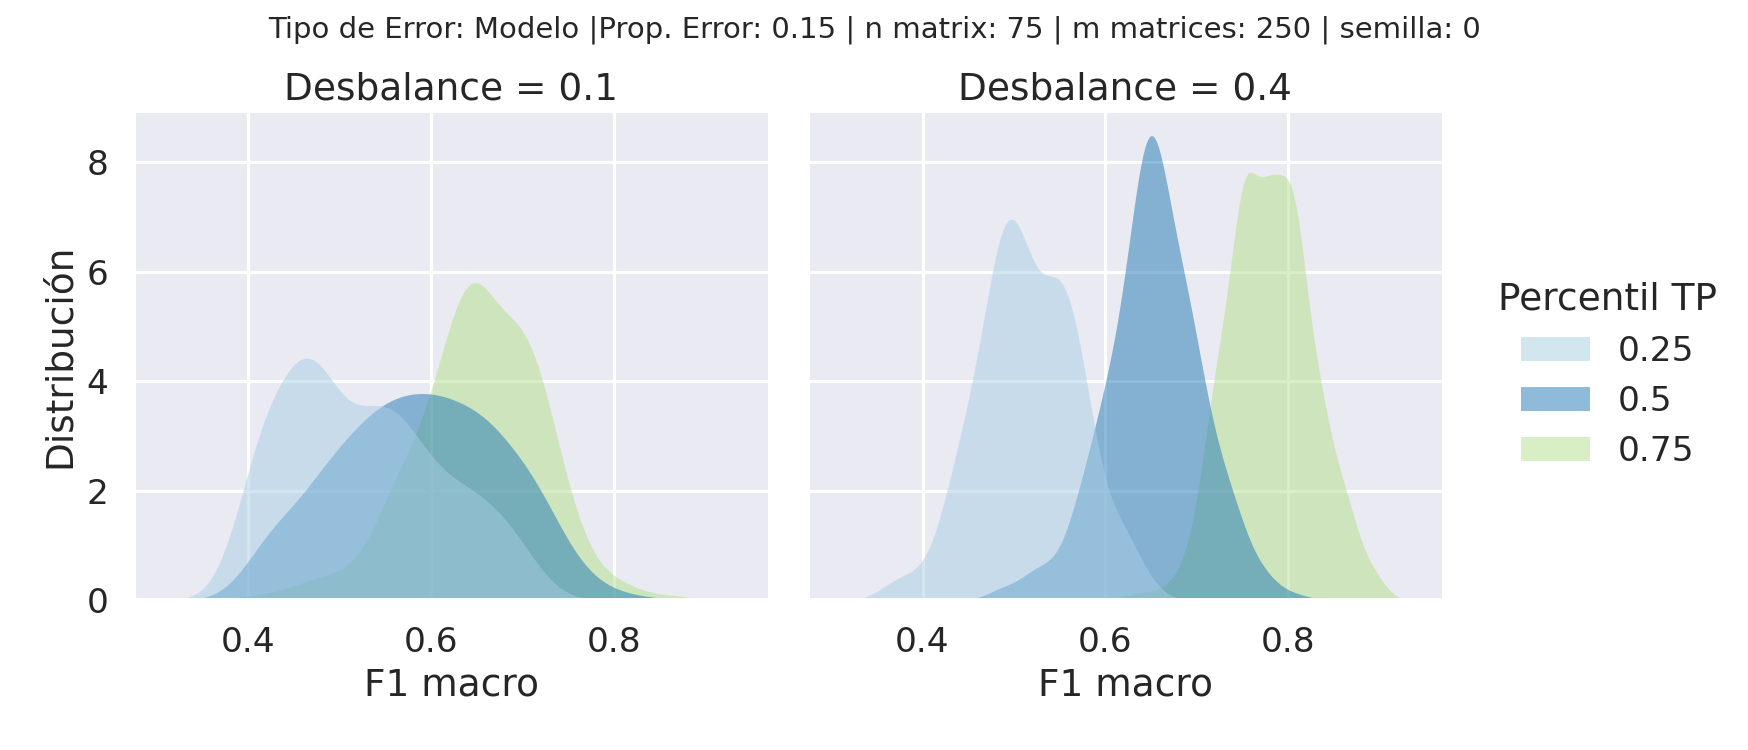 Tipo de Error: Modelo |Prop. Error: 0.15 | n matrix: 75 | m matrices: 250 | semilla: 0
Desbalance = 0.1
Desbalance = 0.4
Distribución
8
6
4
2
0
0.4 0.6 0.8
0.4 0.6 0.8
F1 macro
F1 macro
Percentil TP
0.25
0.5
0.75